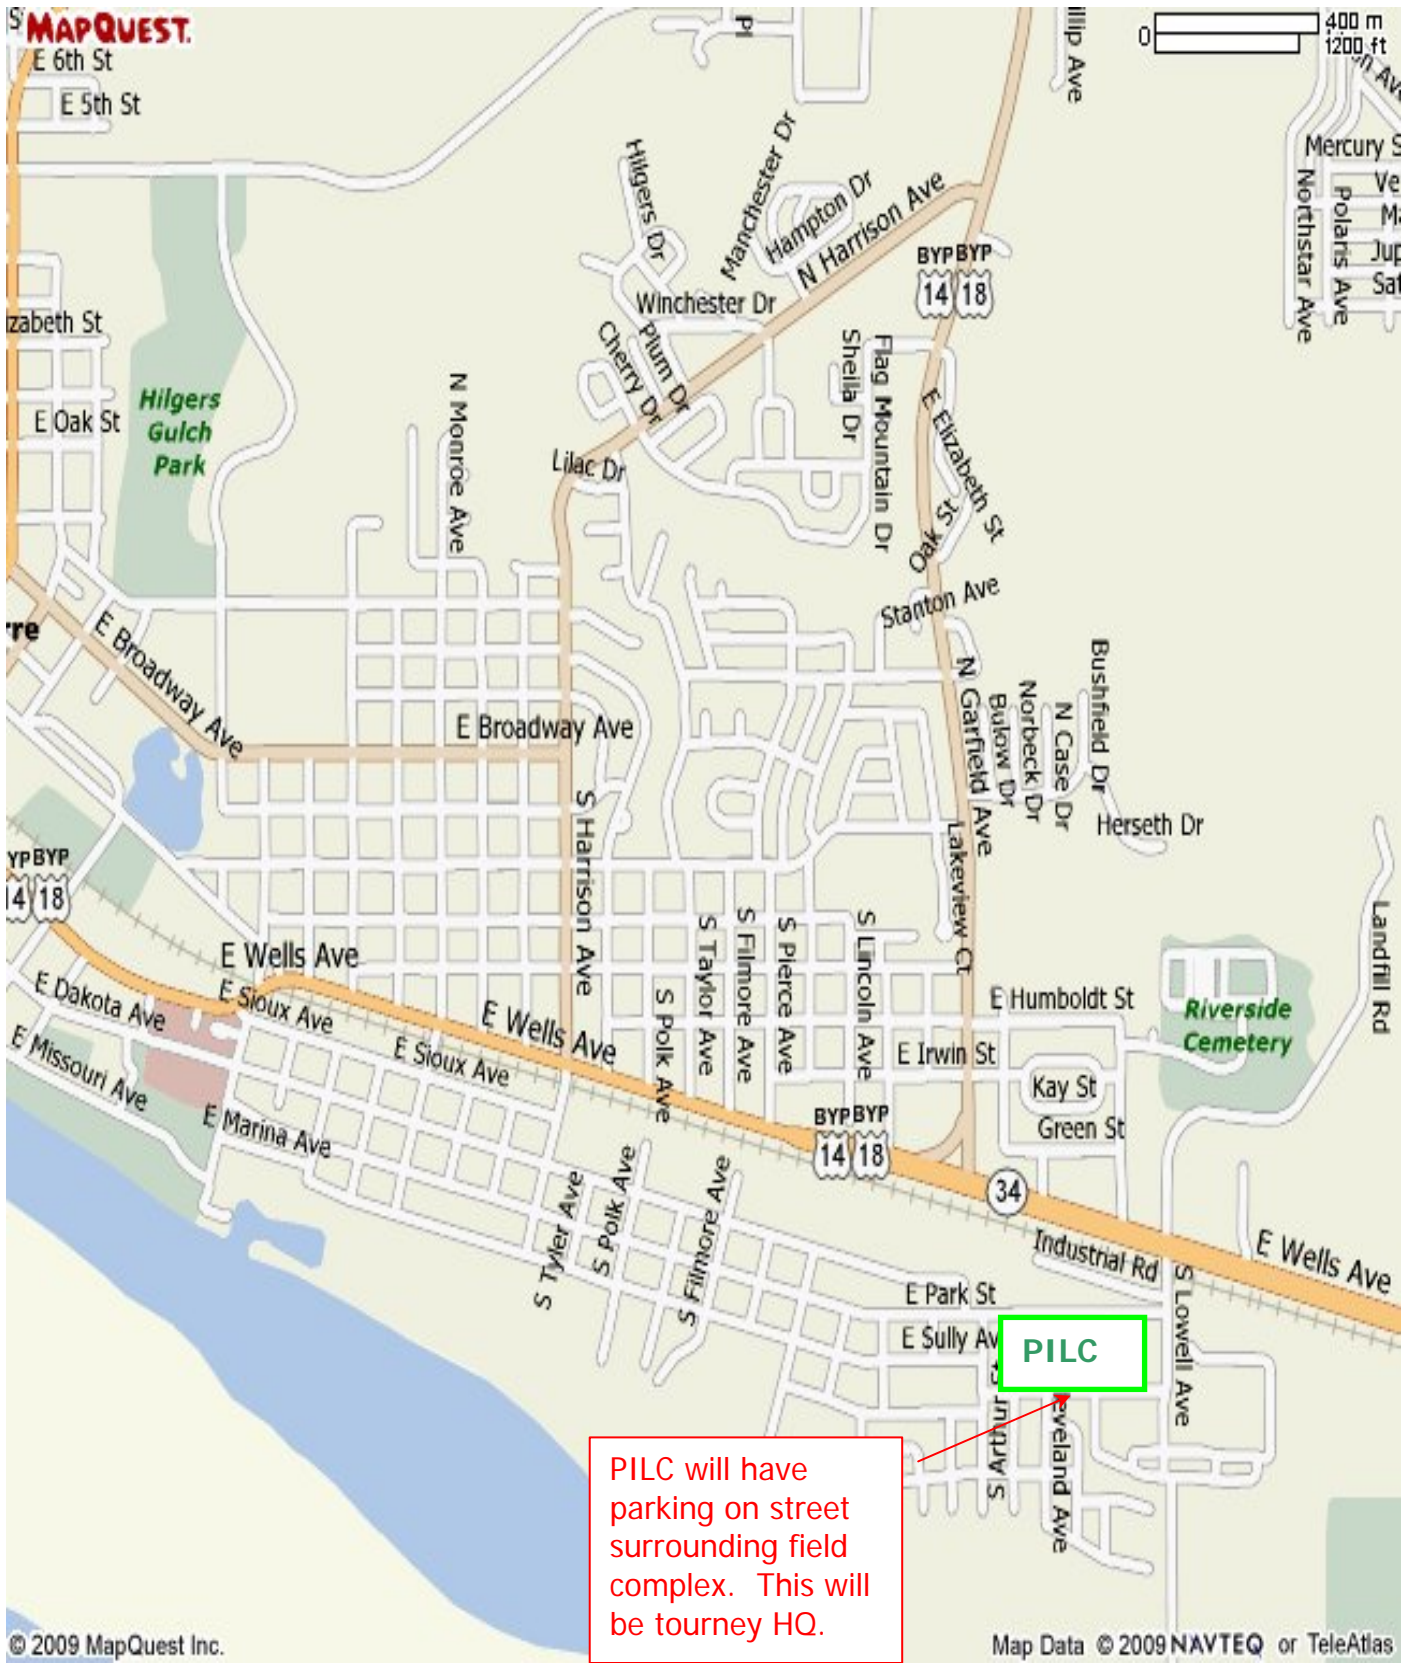 MAPQUEST.
400 m
0
1200 ft
E 6th St
E 5th St
Pl
Mercury S
Northstar Ave
Polaris Ave
Hilgers Dr
Manchester Dr
Hampton Dr
N Harrison Ave
BYP BYP
14 18
Winchester Dr
Cherry Dr
Plum Dr
Sheila Dr
Flag Mountain Dr
E Elizabeth St
zabeth St
E Oak St
Hilgers
Gulch
Park
N Monroe Ave
Lilac Dr
Oak St
Stanton Ave
rre
E Broadway Ave
E Broadway Ave
N Garfield Ave
Bulow Dr
Norbeck Dr
N Case Dr
Bushfield Dr
Herseth Dr
S Harrison Ave
Lakeview Ct
Landfill Rd
YP BYP
14 18
E Wells Ave
E Dakota Ave
E Sioux Ave
E Missouri Ave
E Wells Ave
E Sioux Ave
E Marina Ave
S Polk Ave
S Taylor Ave
S Filmore Ave
S Pierce Ave
S Lincoln Ave
E Humboldt St
E Irwin St
Kay St
Green St
Riverside
Cemetery
BYP BYP
14 18
34
S Tyler Ave
S Polk Ave
S Filmore Ave
Industrial Rd
E Wells Ave
S Lowell Ave
E Park St
E Sully Av
PILC
S Arthur St
eveland Ave
PILC will have
parking on street
surrounding field
complex. This will
be tourney HQ.
© 2009 MapQuest Inc.
Map Data © 2009 NAVTEQ or TeleAtlas